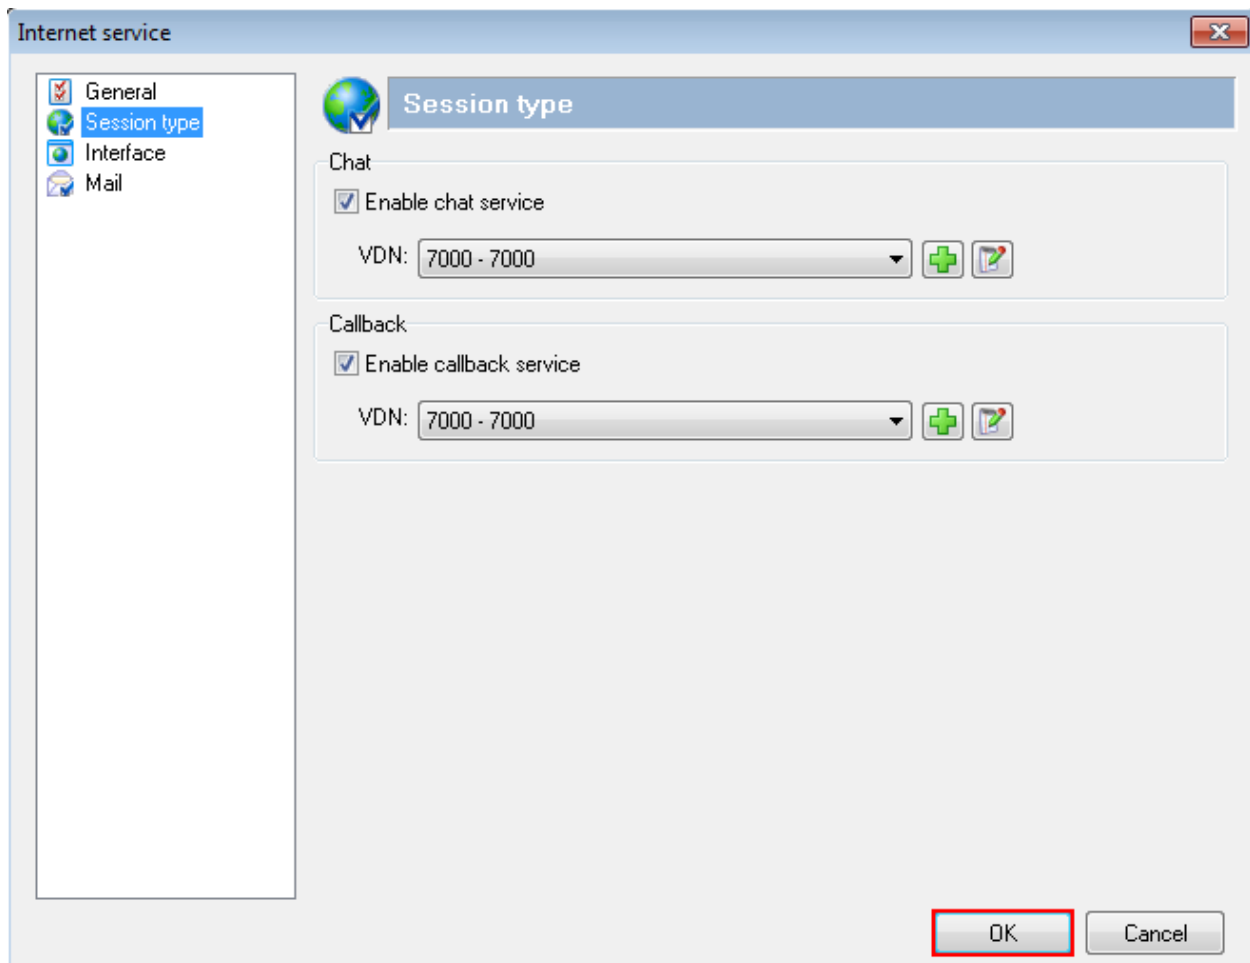 Internet service
General
Session type
Interface
Mail
Session type
Chat
Enable chat service
VDN: 7000 - 7000
Callback
Enable callback service
VDN: 7000 - 7000
OK Cancel